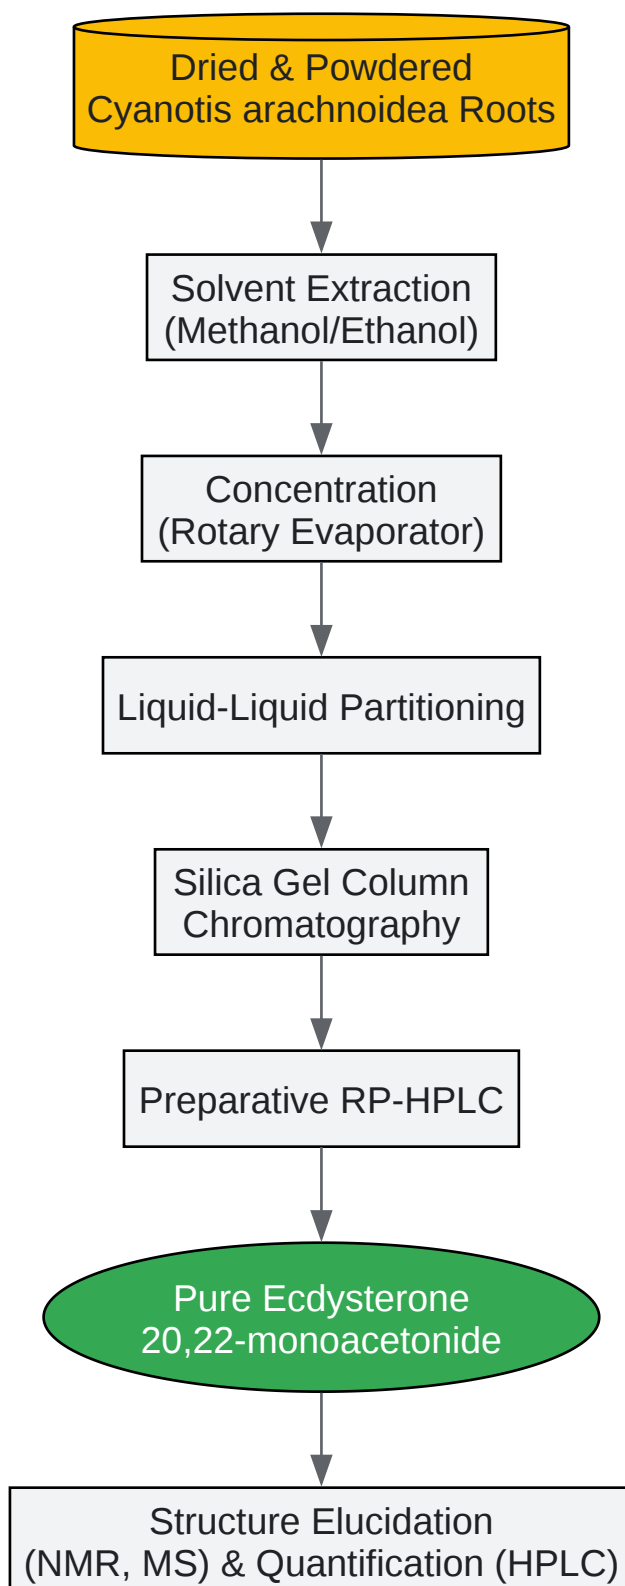 Dried & Powdered
Cyanotis arachnoidea Roots
Solvent Extraction
(Methanol/Ethanol)
Concentration
(Rotary Evaporator)
Liquid-Liquid Partitioning
Silica Gel Column
Chromatography
Preparative RP-HPLC
Pure Ecdysterone
20,22-monoacetonide
Structure Elucidation
(NMR, MS) & Quantification (HPLC)